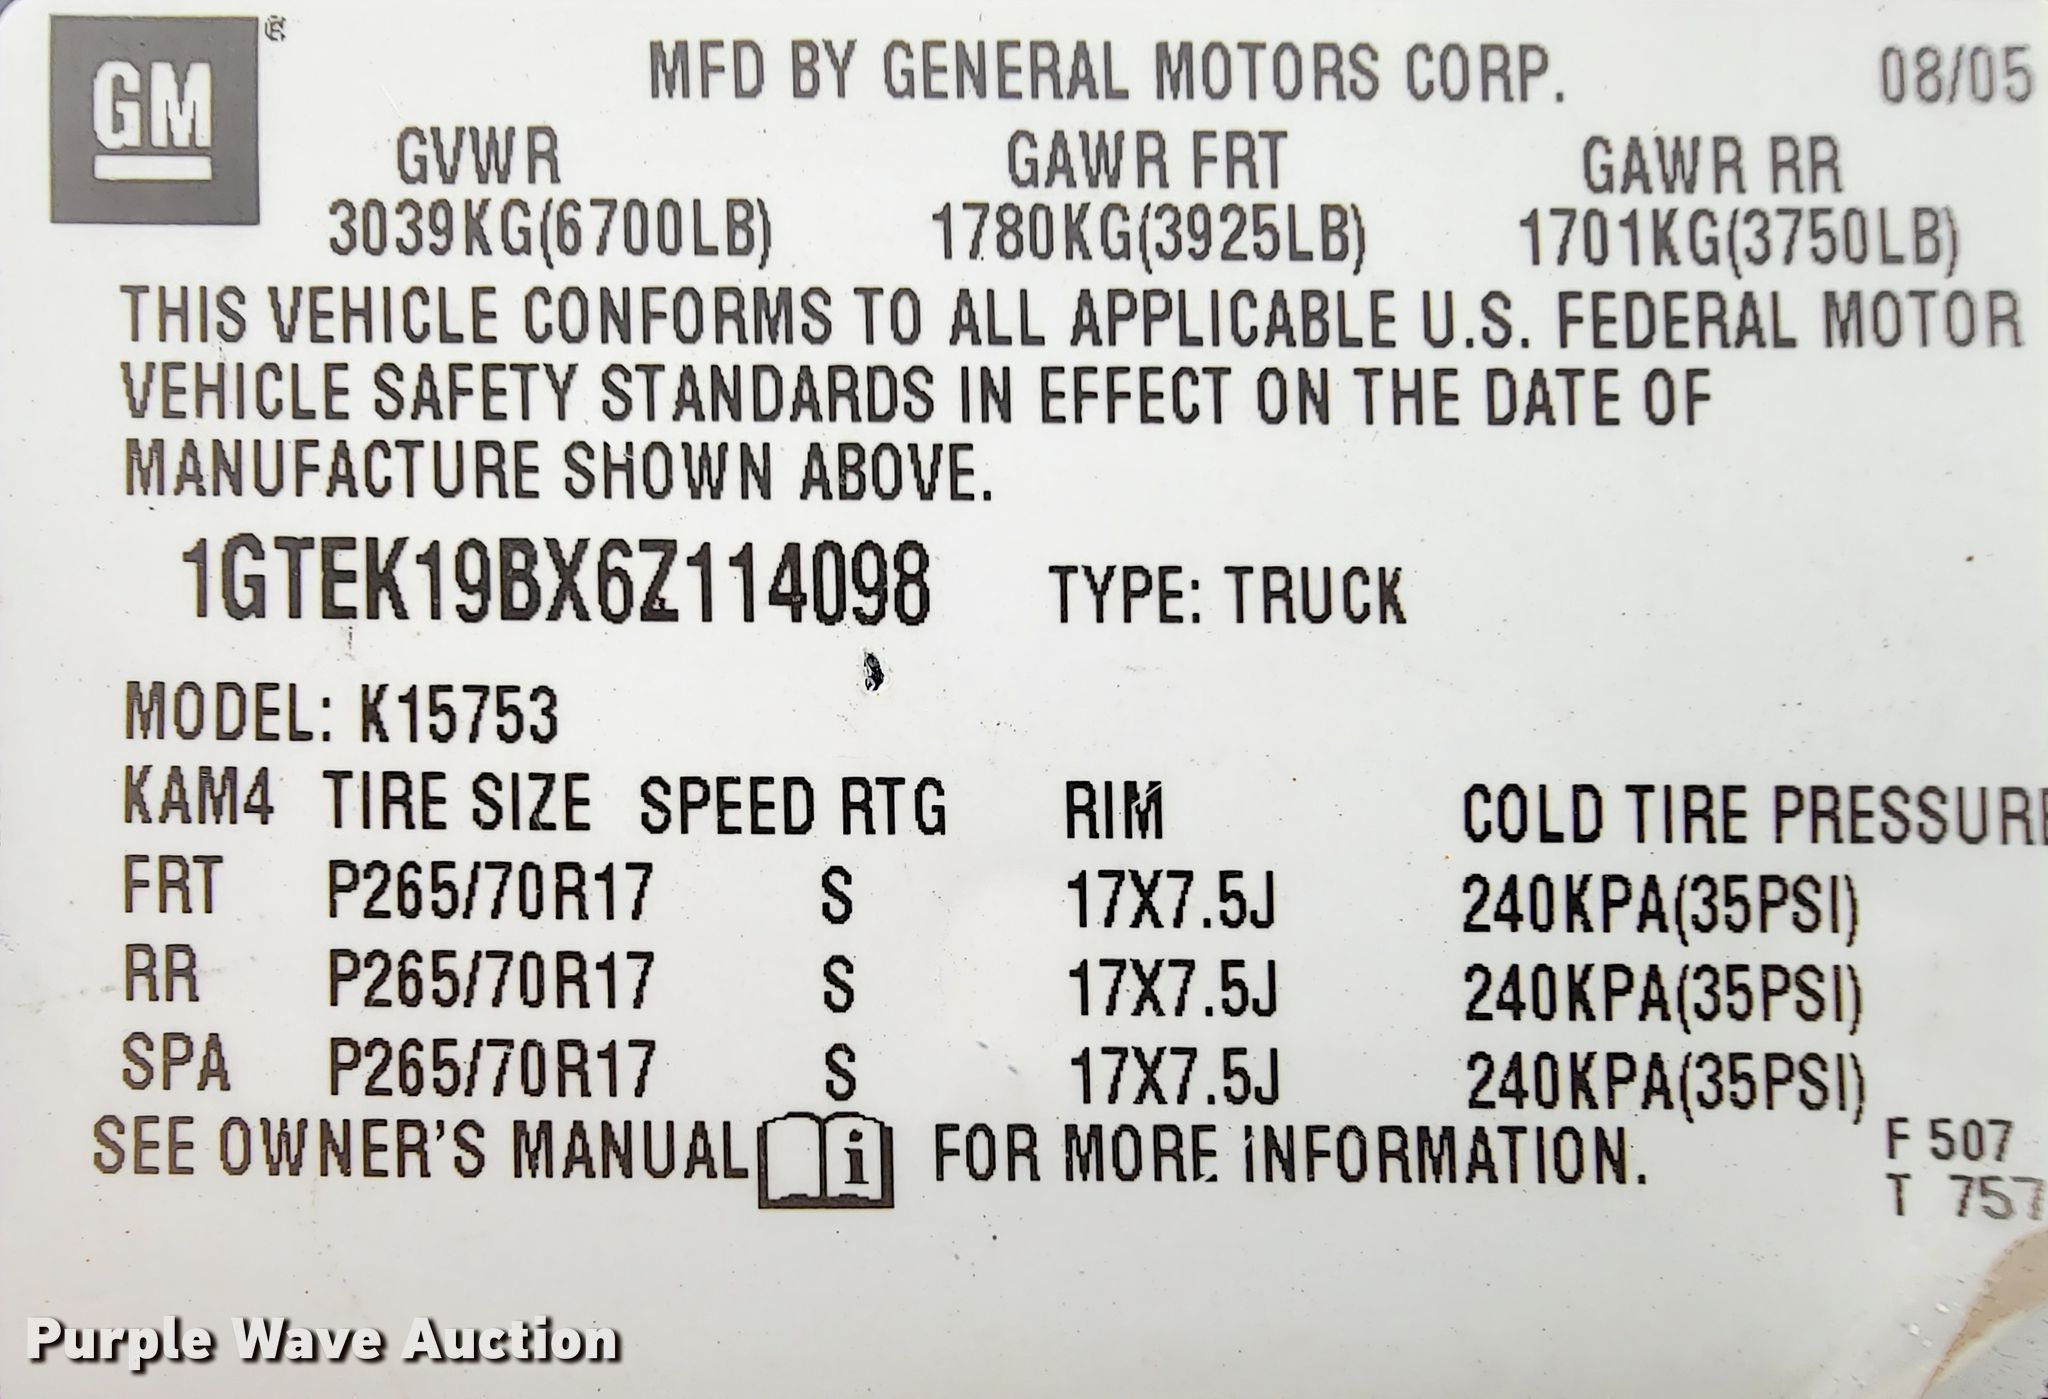 GM ®
MFD BY GENERAL MOTORS CORP. 08/05
GVWR GAWR FRT GAWR RR
3039KG(6700LB) 1780KG(3925LB) 1701KG(3750LB)
THIS VEHICLE CONFORMS TO ALL APPLICABLE U.S. FEDERAL MOTOR
VEHICLE SAFETY STANDARDS IN EFFECT ON THE DATE OF
MANUFACTURE SHOWN ABOVE.
1GTEK19BX6Z114098 TYPE: TRUCK
MODEL: K15753
KAM4 TIRE SIZE SPEED RTG RIM COLD TIRE PRESSURE
FRT P265/70R17 S 17X7.5J 240KPA(35PSI)
RR P265/70R17 S 17X7.5J 240KPA(35PSI)
SPA P265/70R17 S 17X7.5J 240KPA(35PSI)
SEE OWNER'S MANUAL i FOR MORE INFORMATION.
F 507
T 757
Purple Wave Auction